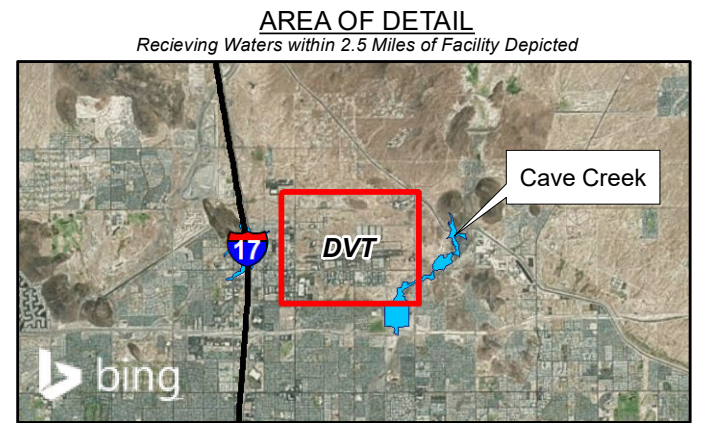 AREA OF DETAIL
Recieving Waters within 2.5 Miles of Facility Depicted
Cave Creek
17
DVT
bing